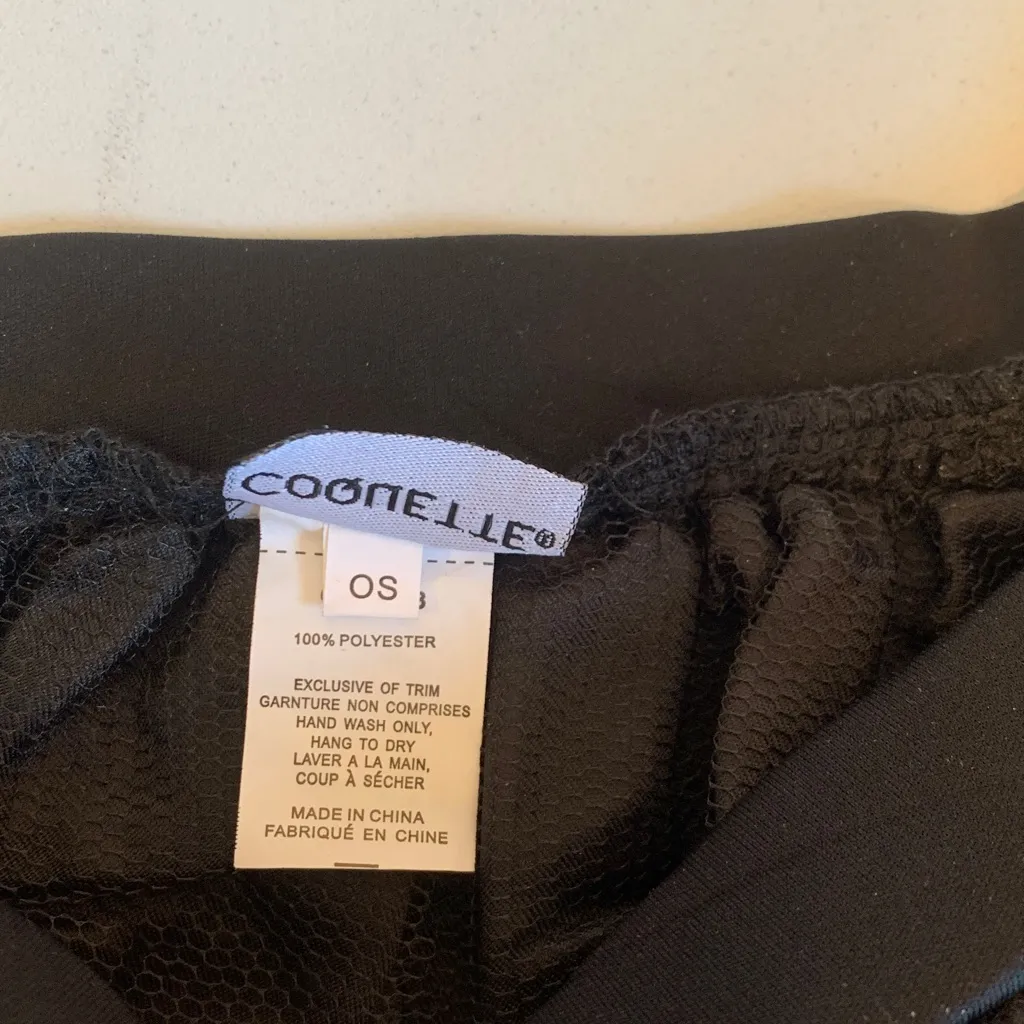 COQUETTE®
OS
100% POLYESTER
EXCLUSIVE OF TRIM
GARNTURE NON COMPRISES
HAND WASH ONLY,
HANG TO DRY
LAVER A LA MAIN,
COUP À SÉCHER
MADE IN CHINA
FABRIQUÉ EN CHINE